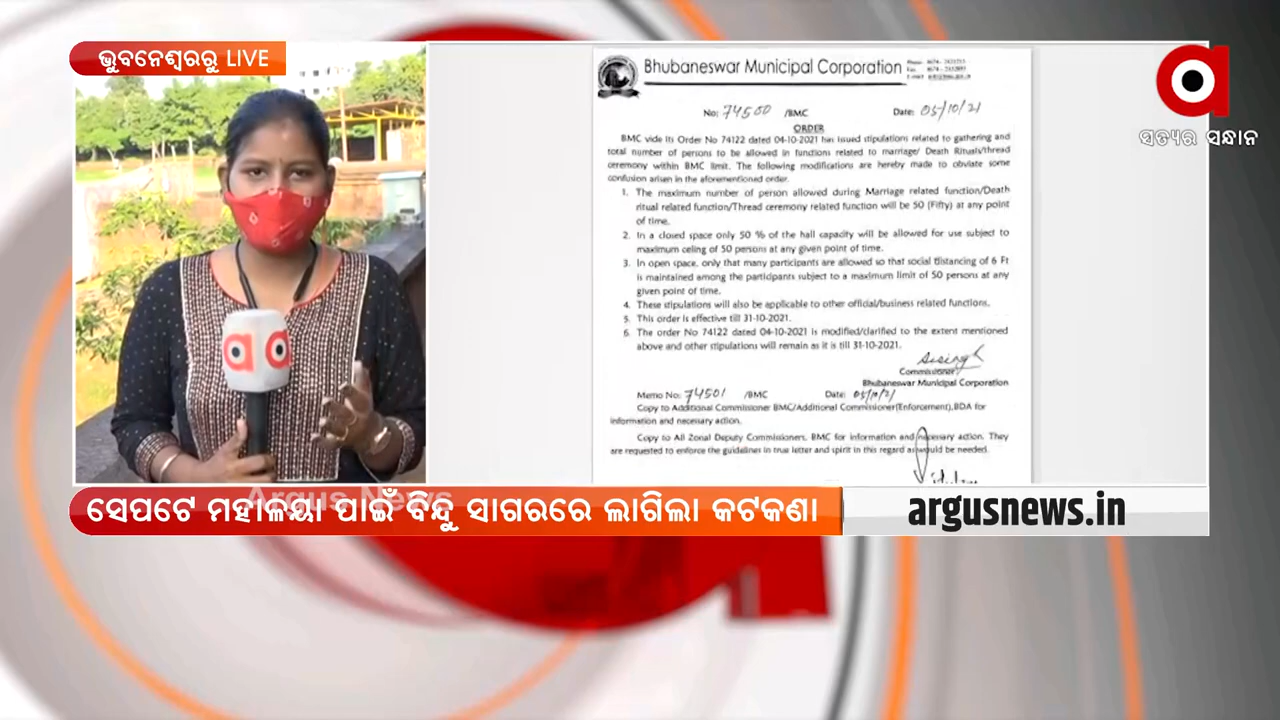 ଭୁବନେଶ୍ୱରରୁ LIVE
Bhubaneswar Municipal Corporation
No: 74500 /BMC Date: 05/10/21
ORDER
BMC vide its Order No 74122 dated 04-10-2021 has issued stipulations related to gathering and
total number of persons to be allowed in functions related to marriage/ Death Rituals/thread
ceremony within BMC limit. The following modifications are hereby made to obviate some
confusion arisen in the aforementioned order.
1. The maximum number of person allowed during Marriage related function/Death
ritual related function/Thread ceremony related function will be 50 (Fifty) at any point
of time.
2. In a closed space only 50 % of the hall capacity will be allowed for use subject to
maximum celing of 50 persons at any given point of time.
3. In open space, only that many participants are allowed so that social distancing of 6 Ft
is maintained among the participants subject to a maximum limit of 50 persons at any
given point of time.
4. These stipulations will also be applicable to other official/business related functions.
5. This order is effective till 31-10-2021.
6. The order No 74122 dated 04-10-2021 is modified/clarified to the extent mentioned
above and other stipulations will remain as it is till 31-10-2021.
Commissioner
Bhubaneswar Municipal Corporation
Memo No: 74501 /BMC Date: 05/10/21
Copy to Additional Commissioner BMC/Additional Commissioner(Enforcement),BDA for
information and necessary action.
Copy to All Zonal Deputy Commissioners, BMC for information and necessary action. They
are requested to enforce the guidelines in true letter and spirit in this regard as would be needed.
ସତ୍ୟର ସନ୍ଧାନ
Argus News
ସେପଟେ ମହାଳୟା ପାଇଁ ବିନ୍ଦୁ ସାଗରରେ ଲାଗିଲା କଟକଣା
argusnews.in